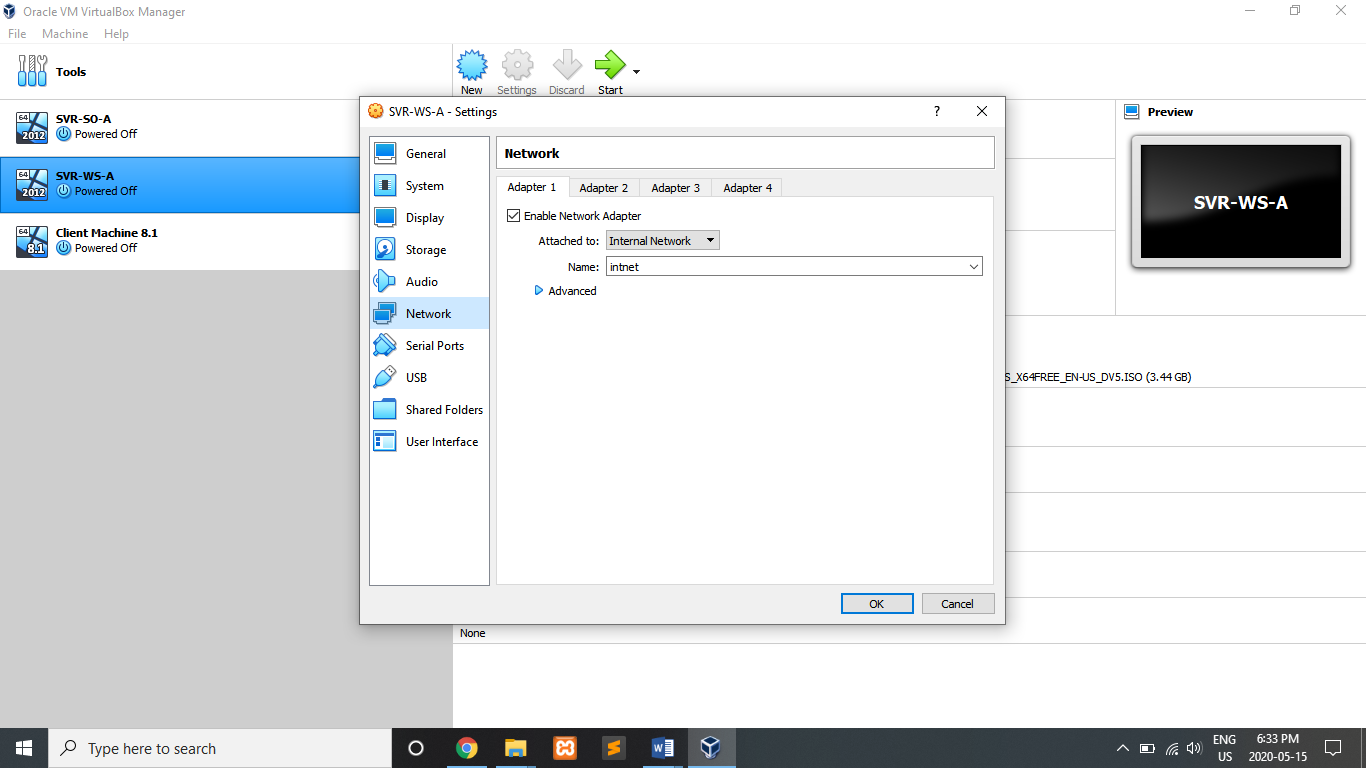 Oracle VM VirtualBox Manager
File Machine Help
Tools
New Settings Discard Start
64 2012 SVR-SO-A
Powered Off
64 2012 SVR-WS-A
Powered Off
64 8.1 Client Machine 8.1
Powered Off
SVR-WS-A - Settings ?
General
System
Display
Storage
Audio
Network
Serial Ports
USB
Shared Folders
User Interface
Network
Adapter 1 Adapter 2 Adapter 3 Adapter 4
Enable Network Adapter
Attached to: Internal Network
Name: intnet
Advanced
OK Cancel
Preview
SVR-WS-A
S_X64FREE_EN-US_DV5.ISO (3.44 GB)
None
Type here to search
W
ENG
US
6:33 PM
2020-05-15